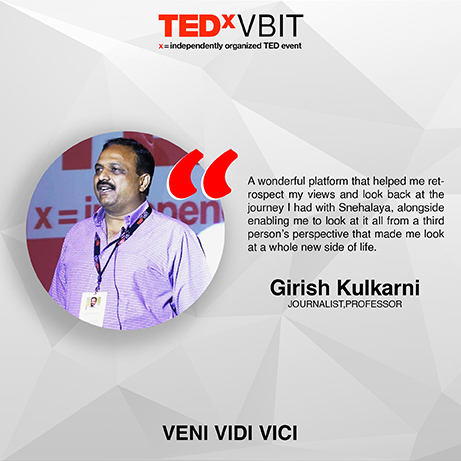 TEDxVBIT
x = independently organized TED event
x = independen
A wonderful platform that helped me ret-
rospect my views and look back at the
journey I had with Snehalaya, alongside
enabling me to look at it all from a third
person's perspective that made me look
at a whole new side of life.
Girish Kulkarni
JOURNALIST,PROFESSOR
VENI VIDI VICI